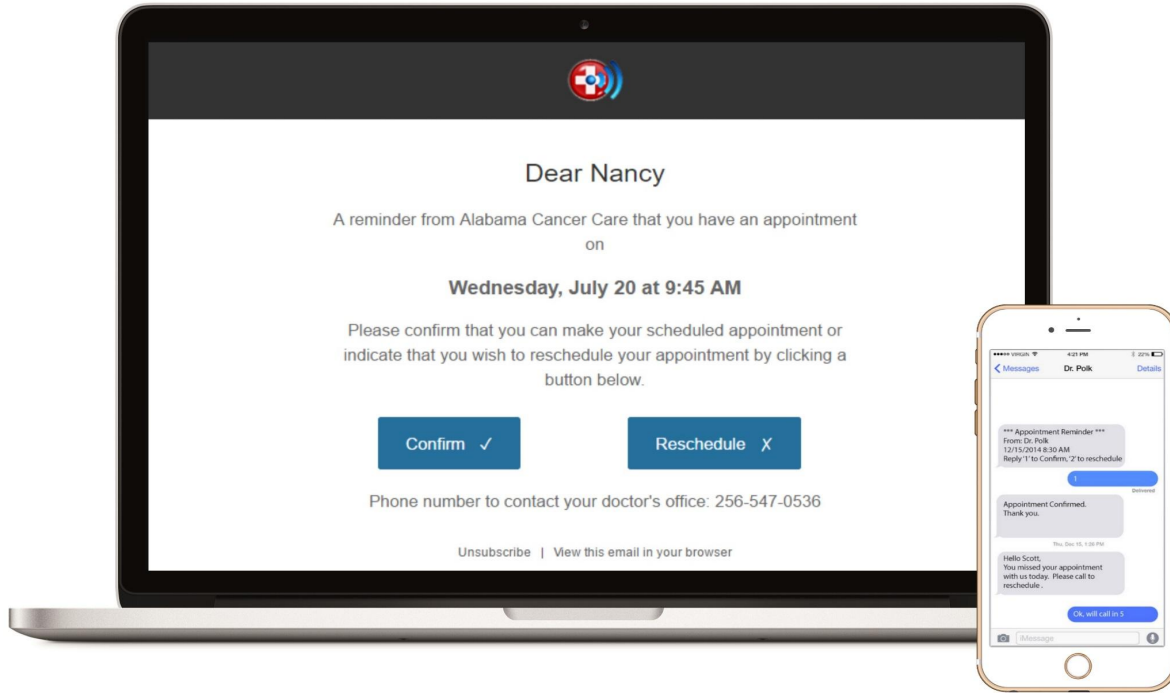 Dear Nancy
A reminder from Alabama Cancer Care that you have an appointment
on
Wednesday, July 20 at 9:45 AM
Please confirm that you can make your scheduled appointment or
indicate that you wish to reschedule your appointment by clicking a
button below.
Confirm ✓
Reschedule X
Phone number to contact your doctor's office: 256-547-0536
Unsubscribe | View this email in your browser
VIRGIN 4:21 PM 22%
Messages Dr. Polk Details
*** Appointment Reminder ***
From: Dr. Polk
12/15/2014 8:30 AM
Reply '1' to Confirm, '2' to reschedule
1
Delivered
Appointment Confirmed.
Thank you.
Thu, Dec 15, 1:35 PM
Hello Scott,
You missed your appointment
with us today. Please call to
reschedule .
Ok, will call in 5
iMessage